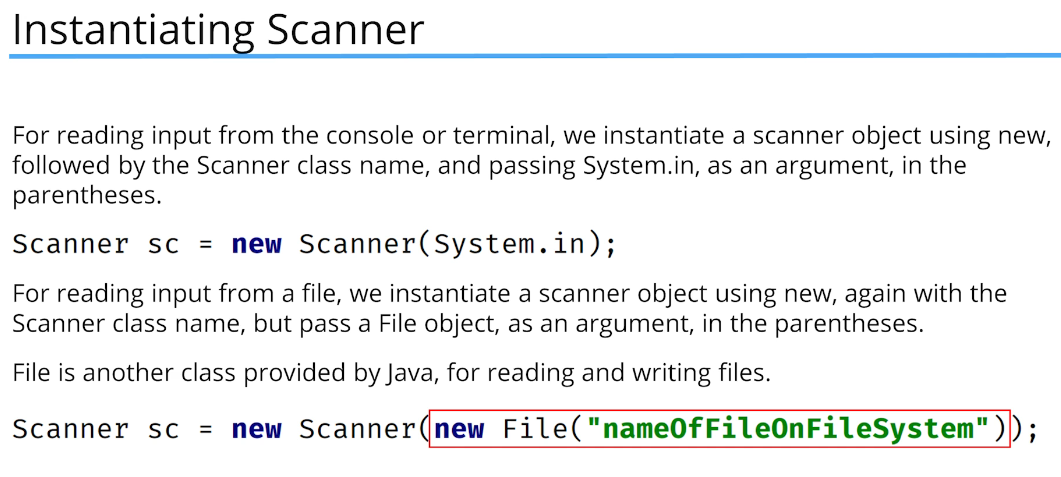 Instantiating Scanner
For reading input from the console or terminal, we instantiate a scanner object using new,
followed by the Scanner class name, and passing System.in, as an argument, in the
parentheses.
Scanner sc = new Scanner(System.in);
For reading input from a file, we instantiate a scanner object using new, again with the
Scanner class name, but pass a File object, as an argument, in the parentheses.
File is another class provided by Java, for reading and writing files.
Scanner sc = new Scanner(new File("nameOfFileOnFileSystem"));